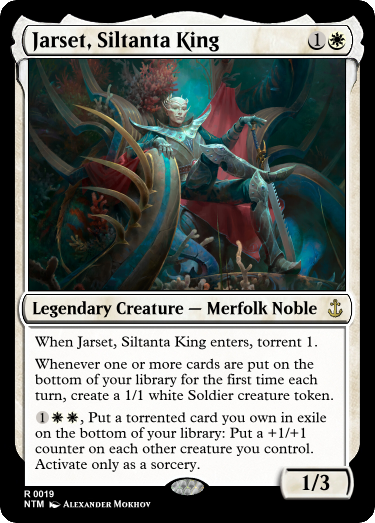 Jarset, Siltanta King
1
Legendary Creature — Merfolk Noble
When Jarset, Siltanta King enters, torrent 1.
Whenever one or more cards are put on the
bottom of your library for the first time each
turn, create a 1/1 white Soldier creature token.
1, Put a torrented card you own in exile
on the bottom of your library: Put a +1/+1
counter on each other creature you control.
Activate only as a sorcery.
1/3
R 0019
NTM Alexander Mokhov